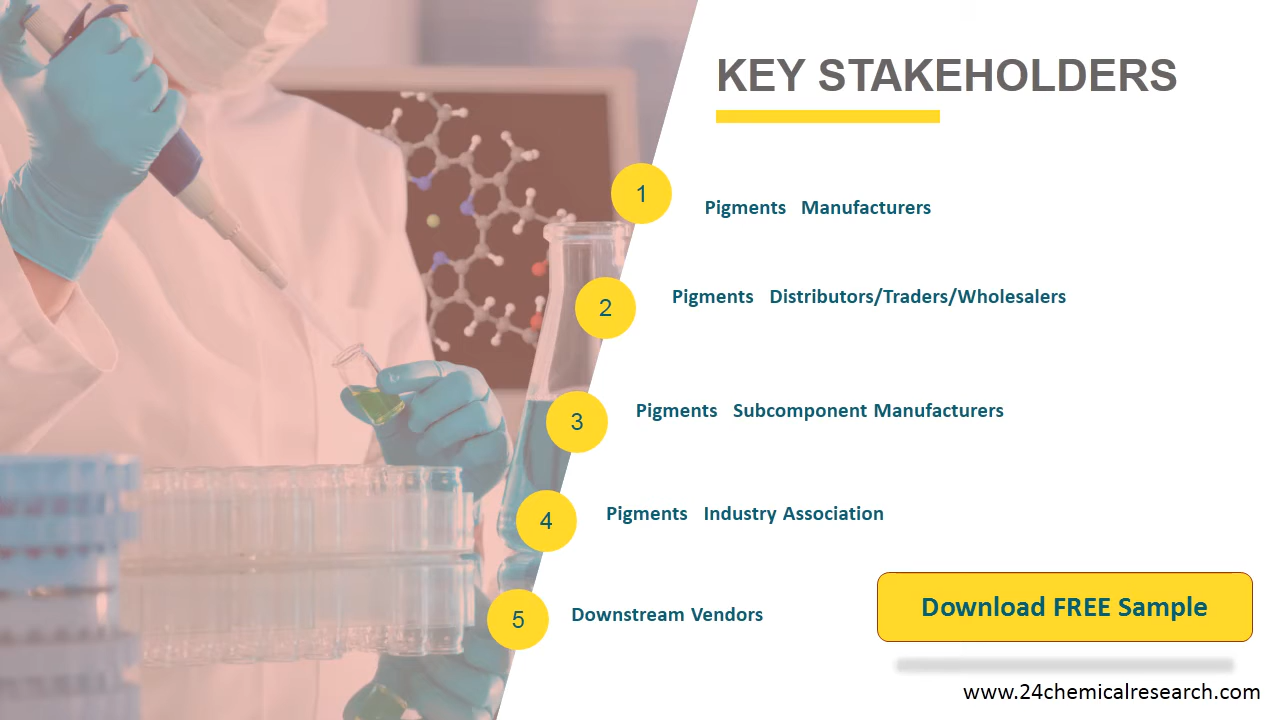 KEY STAKEHOLDERS
1
Pigments Manufacturers
2
Pigments Distributors/Traders/Wholesalers
3
Pigments Subcomponent Manufacturers
4
Pigments Industry Association
5
Downstream Vendors
Download FREE Sample
www.24chemicalresearch.com